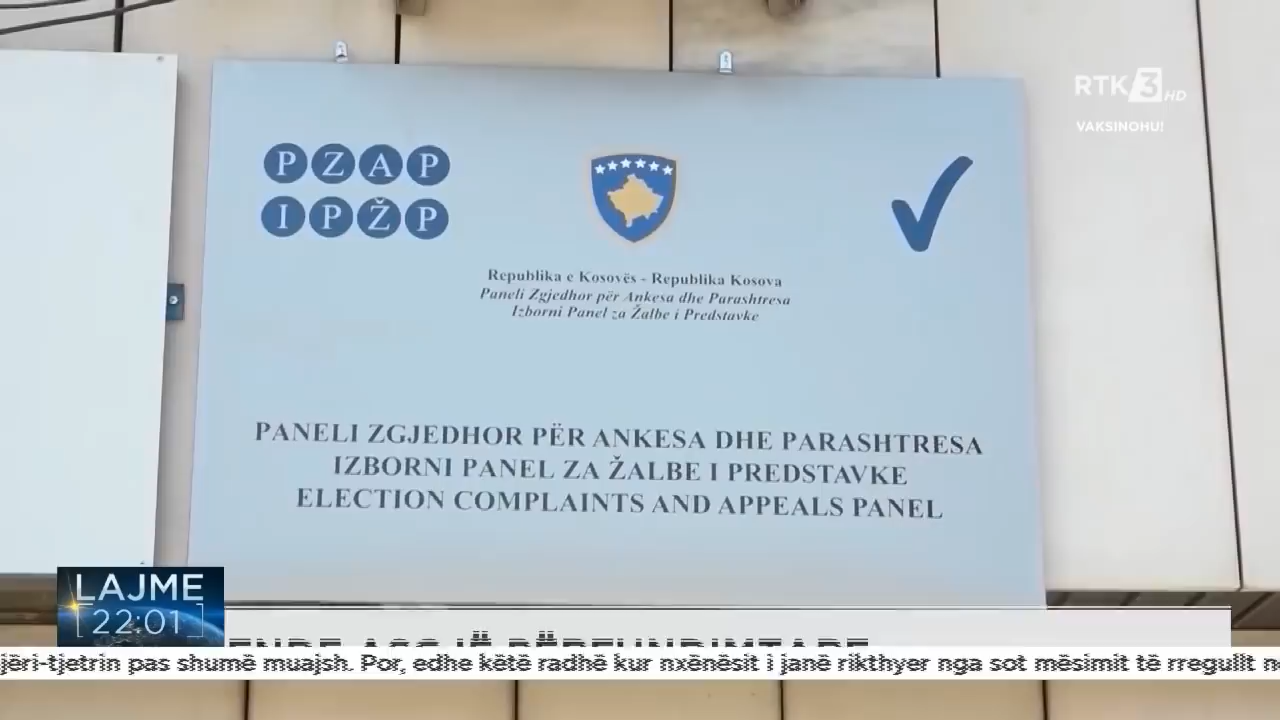 RTK 3 HD
VAKSINOHU!
PZAP
IPŽP
Republika e Kosovës - Republika Kosova
Paneli Zgjedhor për Ankesa dhe Parashtresa
Izborni Panel za Žalbe i Predstavke
PANELI ZGJEDHOR PËR ANKESA DHE PARASHTRESA
IZBORNI PANEL ZA ŽALBE I PREDSTAVKE
ELECTION COMPLAINTS AND APPEALS PANEL
LAJME
22:01
jëri-tjetrin pas shumë muajsh. Por, edhe këtë radhë kur nxënësit i janë rikthyer nga sot mësimit të rregullt